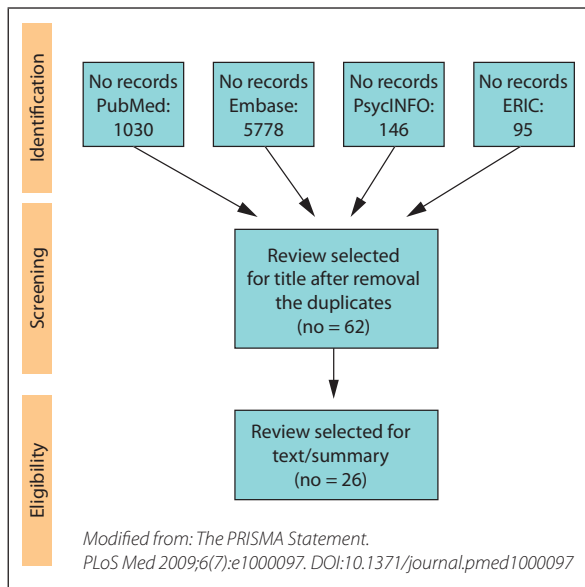 Identification
No records
PubMed:
1030
No records
Embase:
5778
No records
PsycINFO:
146
No records
ERIC:
95
Screening
Review selected
for title after removal
the duplicates
(no = 62)
Eligibility
Review selected for
text/summary
(no = 26)
Modified from: The PRISMA Statement.
PLoS Med 2009;6(7):e1000097. DOI:10.1371/journal.pmed1000097